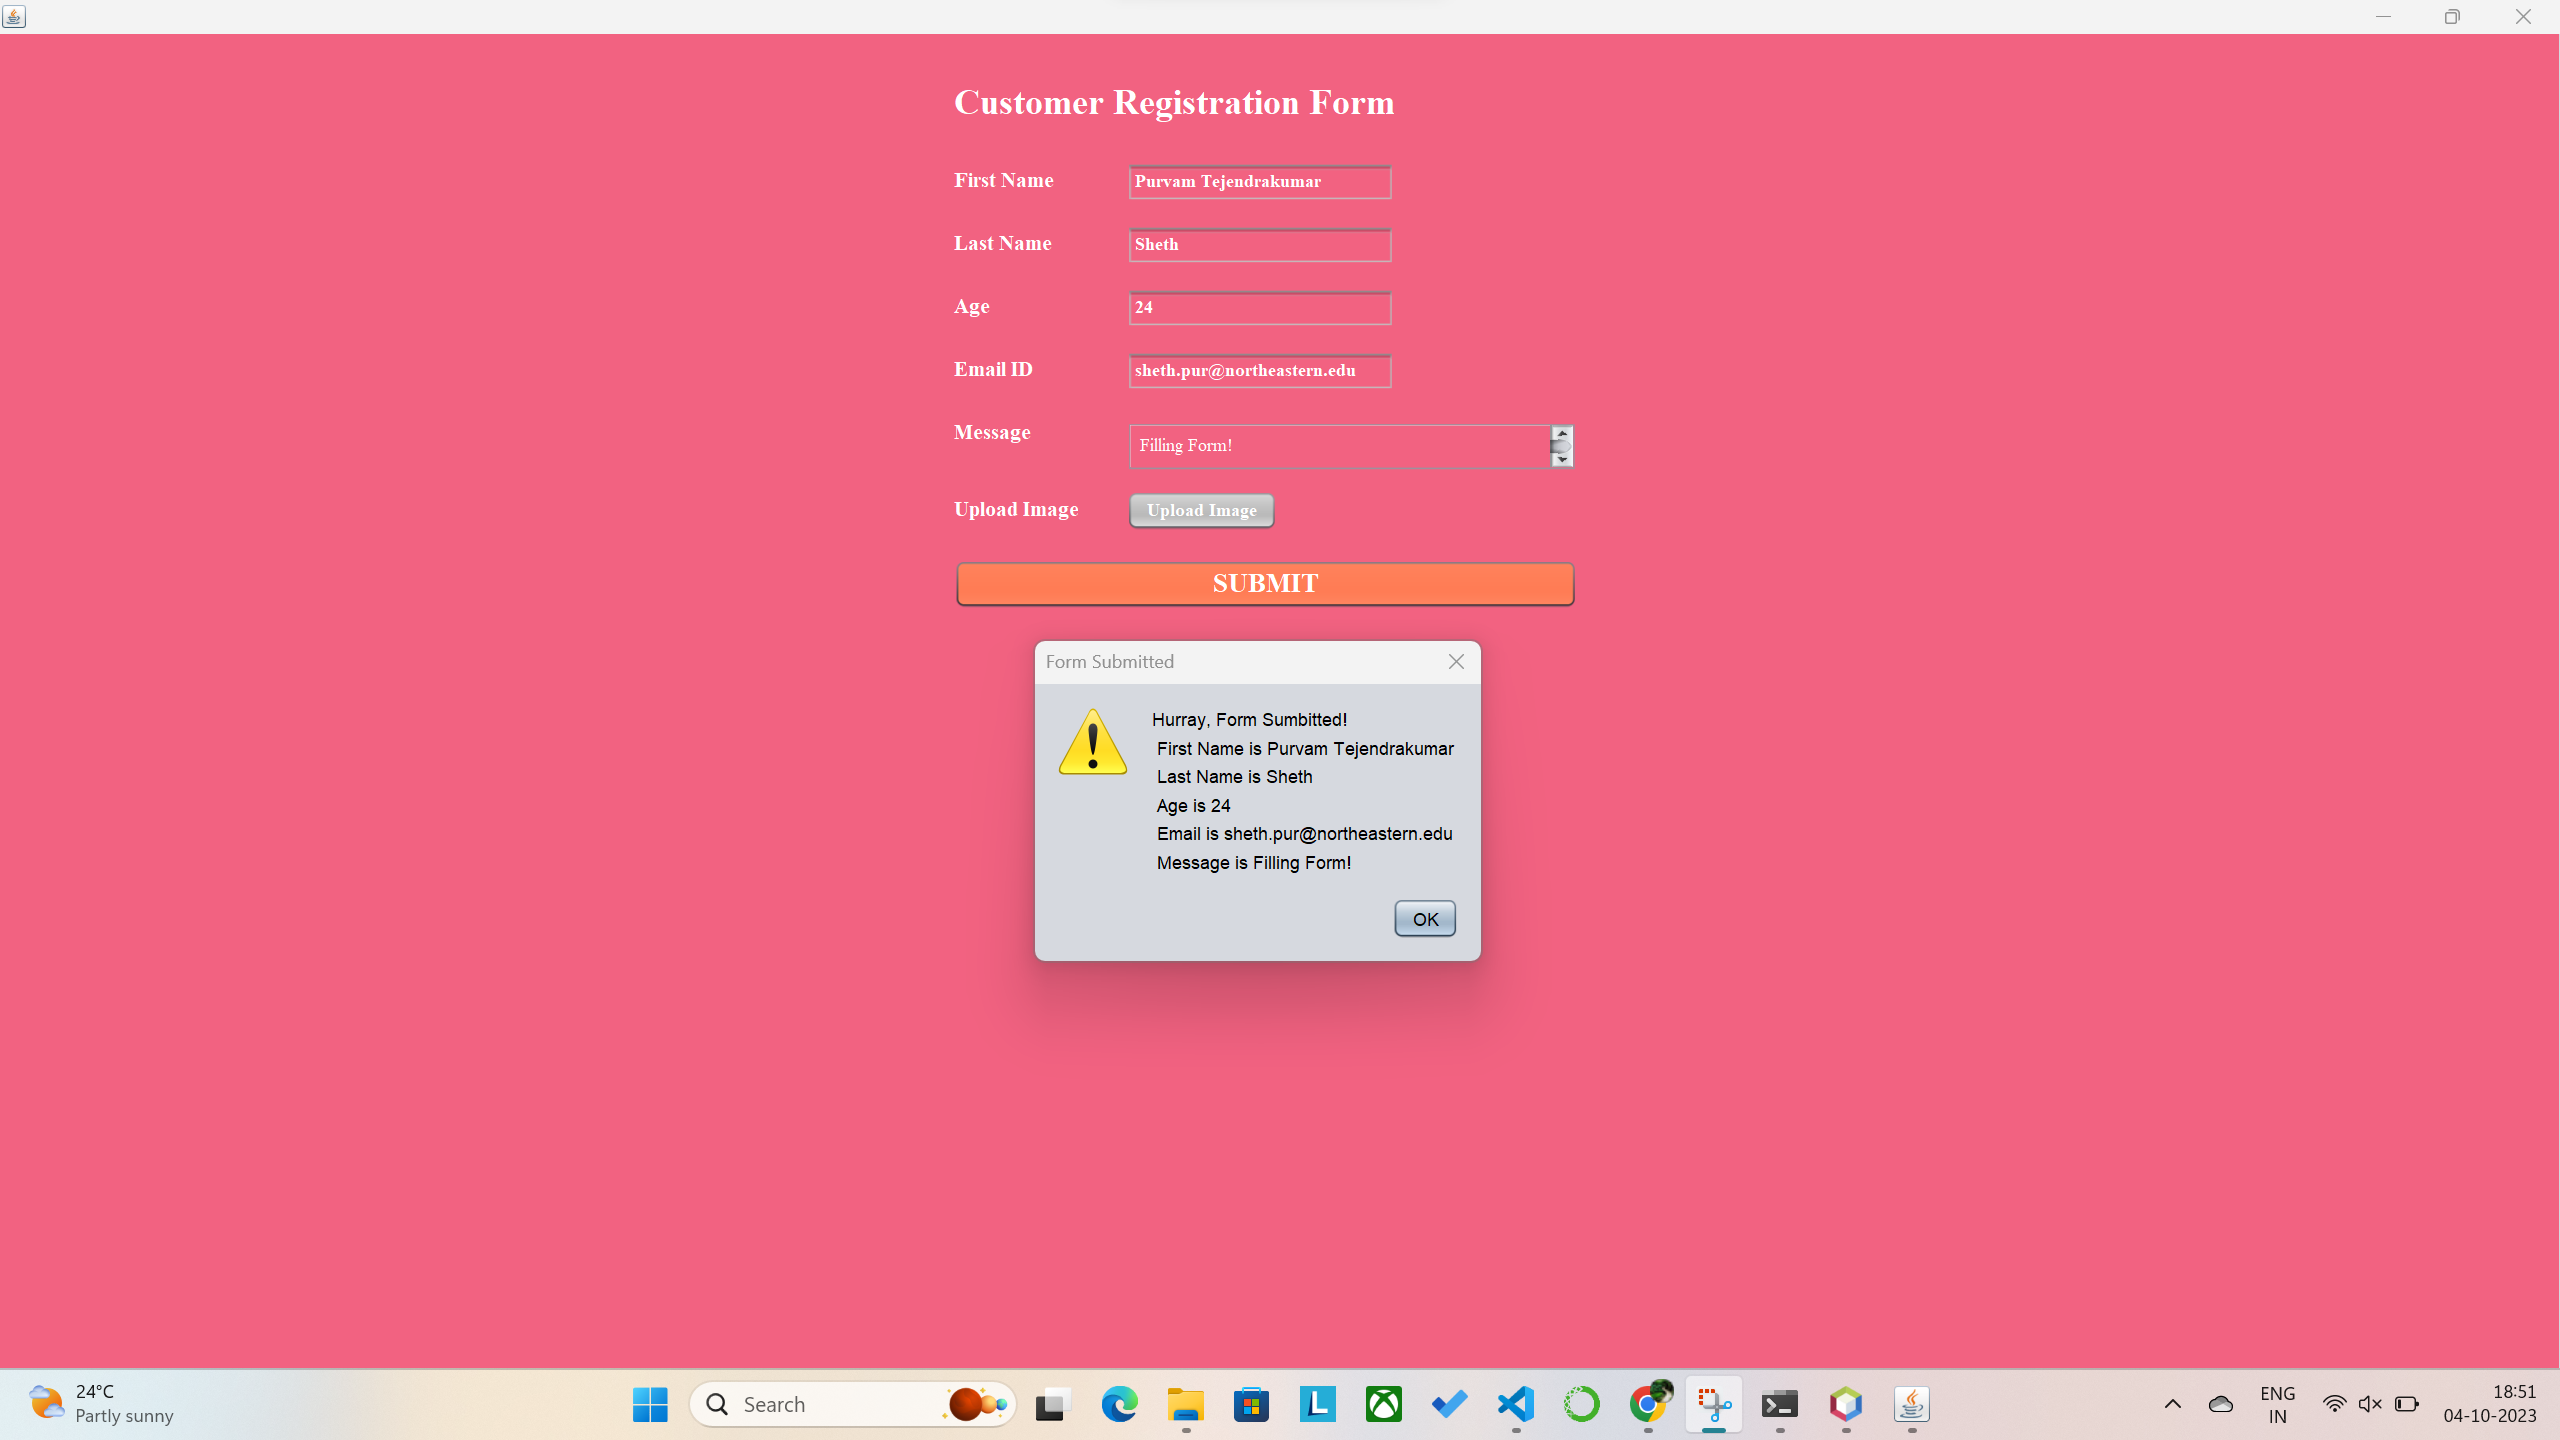 Customer Registration Form
First Name
Purvam Tejendrakumar
Last Name
Sheth
Age
24
Email ID
sheth.pur@northeastern.edu
Message
Filling Form!
Upload Image
Upload Image
SUBMIT
Form Submitted
Hurray, Form Sumbitted!
First Name is Purvam Tejendrakumar
Last Name is Sheth
Age is 24
Email is sheth.pur@northeastern.edu
Message is Filling Form!
OK
24°C
Partly sunny
Search
L
ENG
IN
18:51
04-10-2023